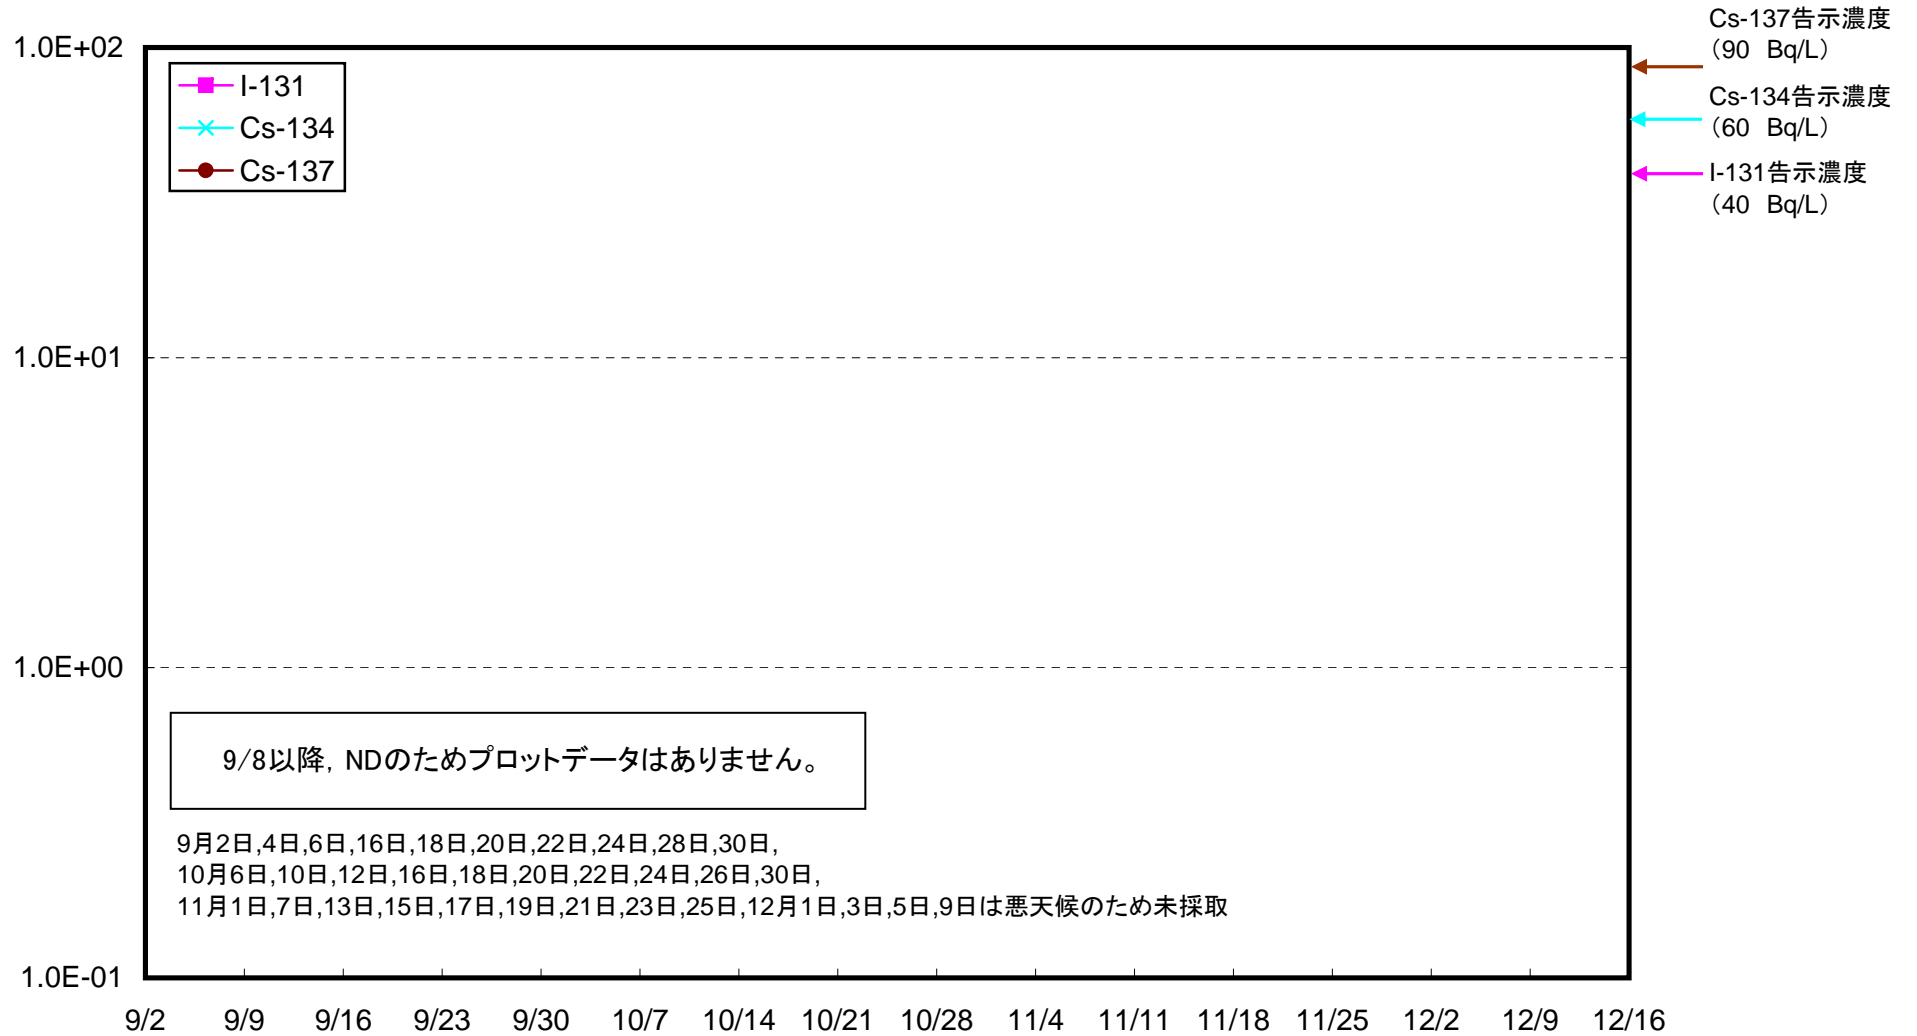 1.0E+02
1.0E+01
1.0E+00
1.0E-01
I-131
Cs-134
Cs-137
Cs-137告示濃度
（90　Bq/L）
Cs-134告示濃度
（60　Bq/L）
I-131告示濃度
（40　Bq/L）
9/8以降，NDのためプロットデータはありません。
9月2日,4日,6日,16日,18日,20日,22日,24日,28日,30日,
10月6日,10日,12日,16日,18日,20日,22日,24日,26日,30日,
11月1日,7日,13日,15日,17日,19日,21日,23日,25日,12月1日,3日,5日,9日は悪天候のため未採取
9/2 9/9 9/16 9/23 9/30 10/7 10/14 10/21 10/28 11/4 11/11 11/18 11/25 12/2 12/9 12/16